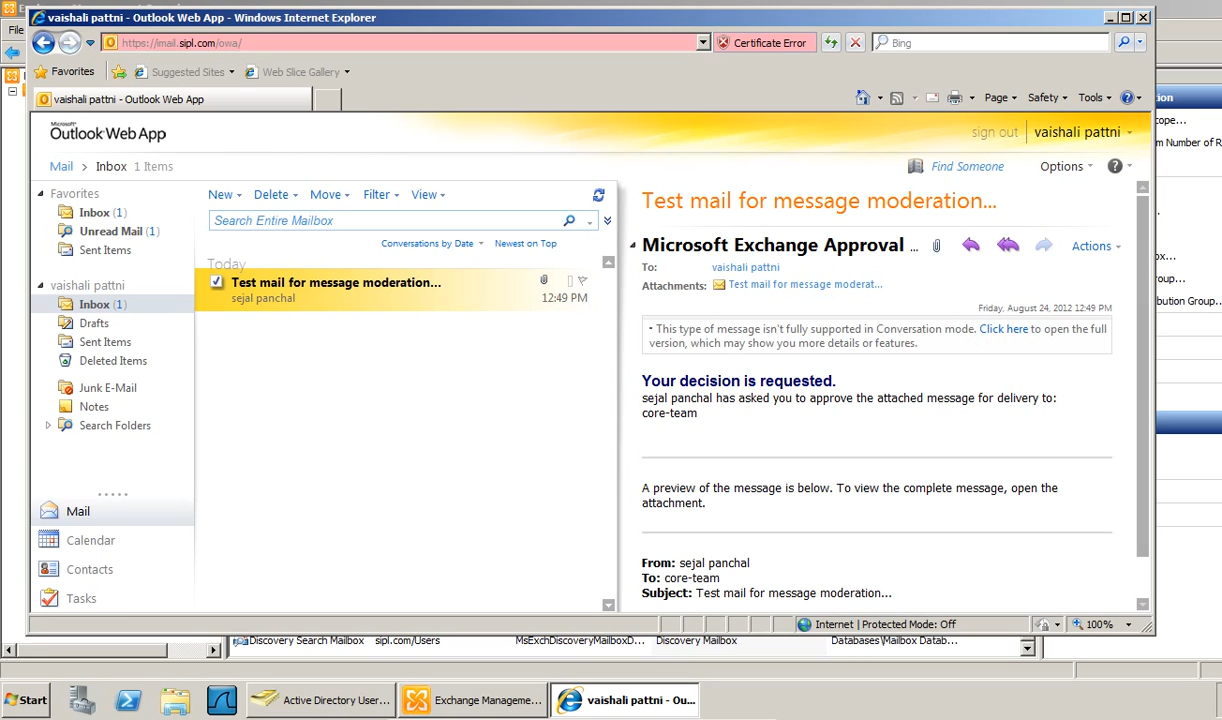 vaishali pattni - Outlook Web App - Windows Internet Explorer
File
https://mail.sipl.com/owa/
Certificate Error
Bing
Favorites
Suggested Sites
Web Slice Gallery
vaishali pattni - Outlook Web App
Page
Safety
Tools
Microsoft
Outlook Web App
sign out
vaishali pattni
Mail > Inbox 1 Items
Find Someone
Options
Favorites
Inbox (1)
Unread Mail (1)
Sent Items
vaishali pattni
Inbox (1)
Drafts
Sent Items
Deleted Items
Junk E-Mail
Notes
Search Folders
Mail
Calendar
Contacts
Tasks
New Delete Move Filter View
Search Entire Mailbox
Conversations by Date Newest on Top
Today
Test mail for message moderation...
sejal panchal 12:49 PM
Test mail for message moderation...
Microsoft Exchange Approval ...
Actions
To: vaishali pattni
Attachments: Test mail for message moderat...
Friday, August 24, 2012 12:49 PM
This type of message isn't fully supported in Conversation mode. Click here to open the full
version, which may show you more details or features.
Your decision is requested.
sejal panchal has asked you to approve the attached message for delivery to:
core-team
A preview of the message is below. To view the complete message, open the
attachment.
From: sejal panchal
To: core-team
Subject: Test mail for message moderation...
Internet | Protected Mode: Off
100%
Discovery Search Mailbox sipl.com/Users MsExchDiscoveryMailboxD... Discovery Mailbox Databases\Mailbox Datab...
Start
Active Directory User...
Exchange Manageme...
vaishali pattni - Ou...